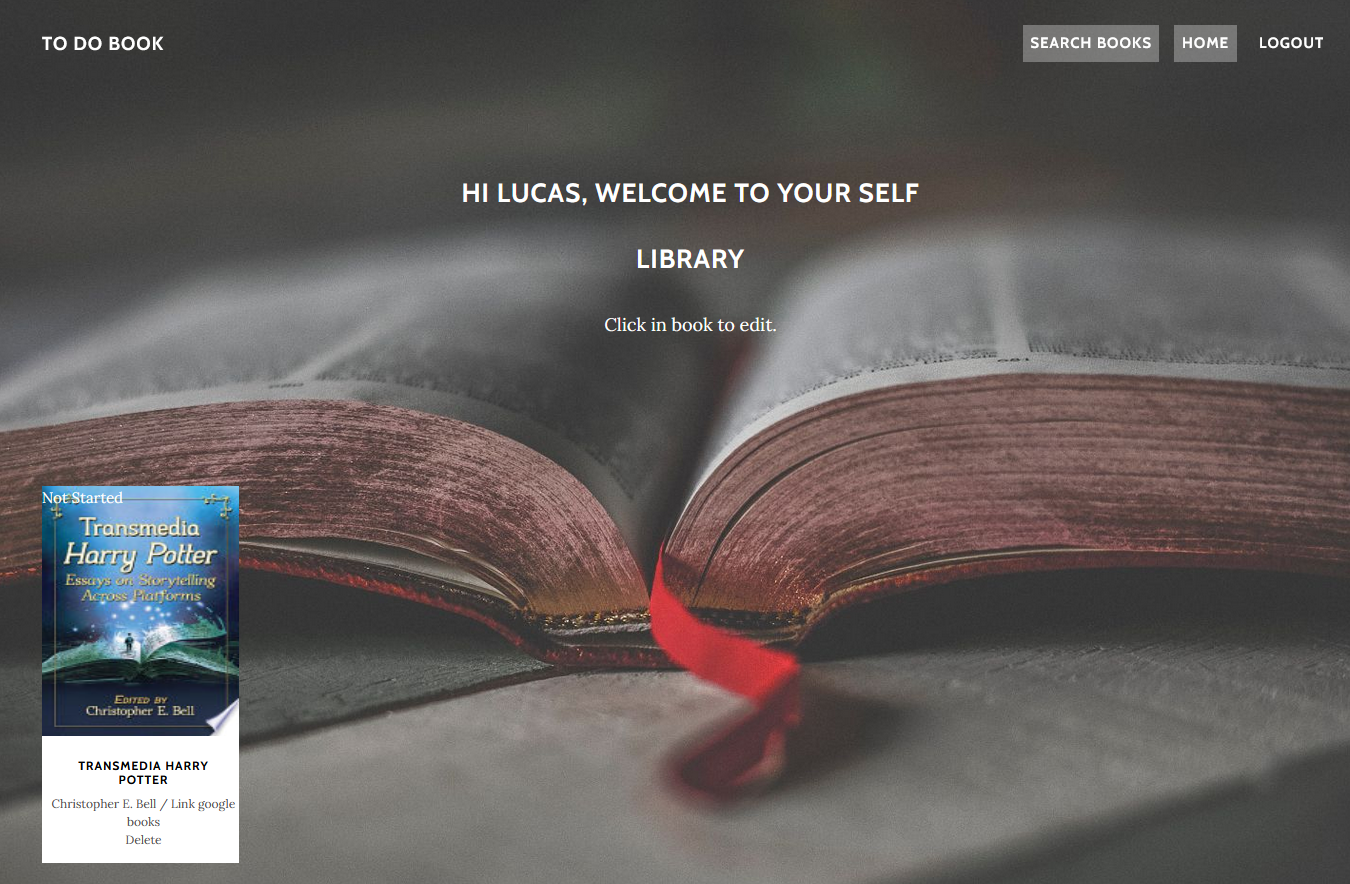 TO DO BOOK
SEARCH BOOKS HOME LOGOUT
HI LUCAS, WELCOME TO YOUR SELF
LIBRARY
Click in book to edit.
Not Started
Transmedia
Harry Potter
Essays on Storytelling
Across Platforms
EDITED BY
Christopher E. Bell
TRANSMEDIA HARRY
POTTER
Christopher E. Bell / Link google
books
Delete